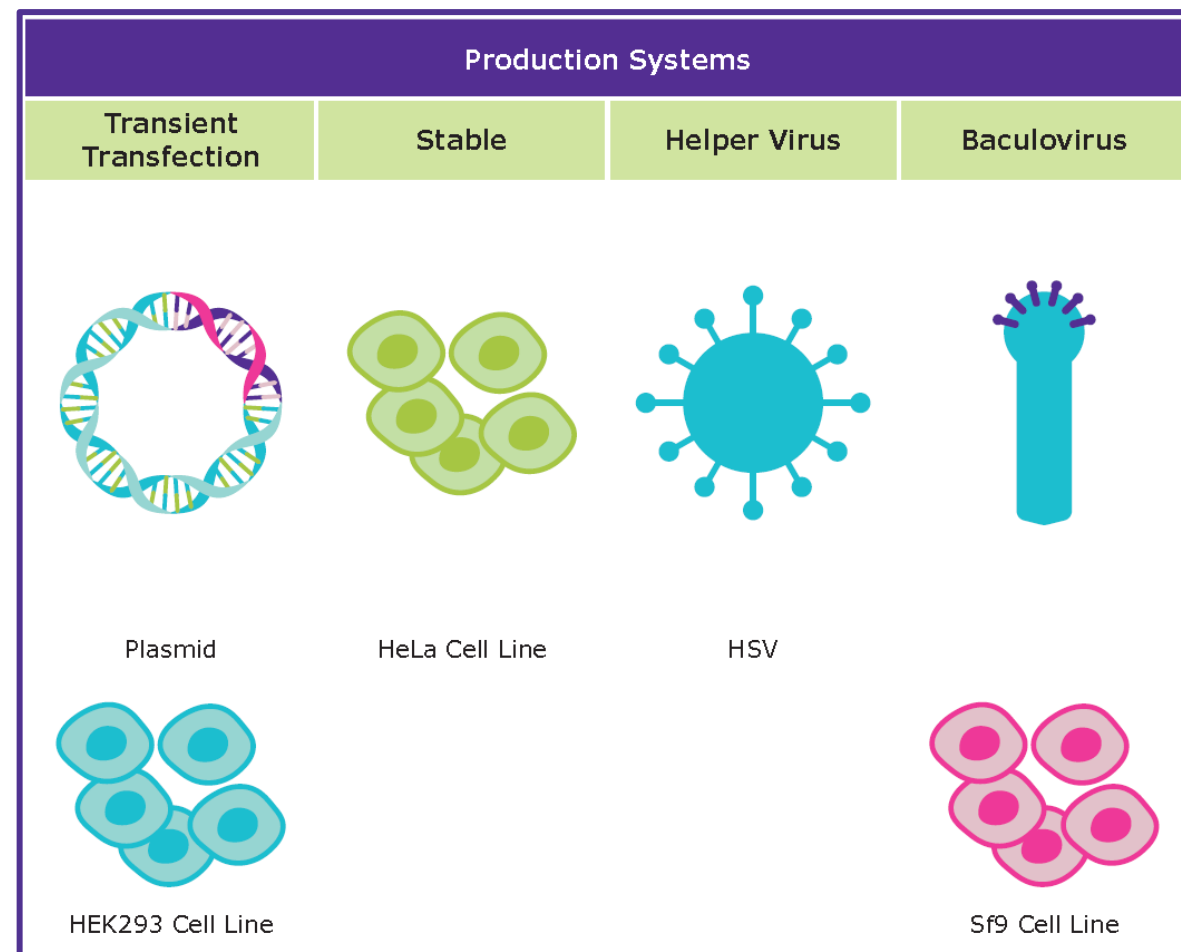 Production Systems
Transient
Transfection
Stable
Helper Virus
Baculovirus
Plasmid
HeLa Cell Line
HSV
HEK293 Cell Line
Sf9 Cell Line